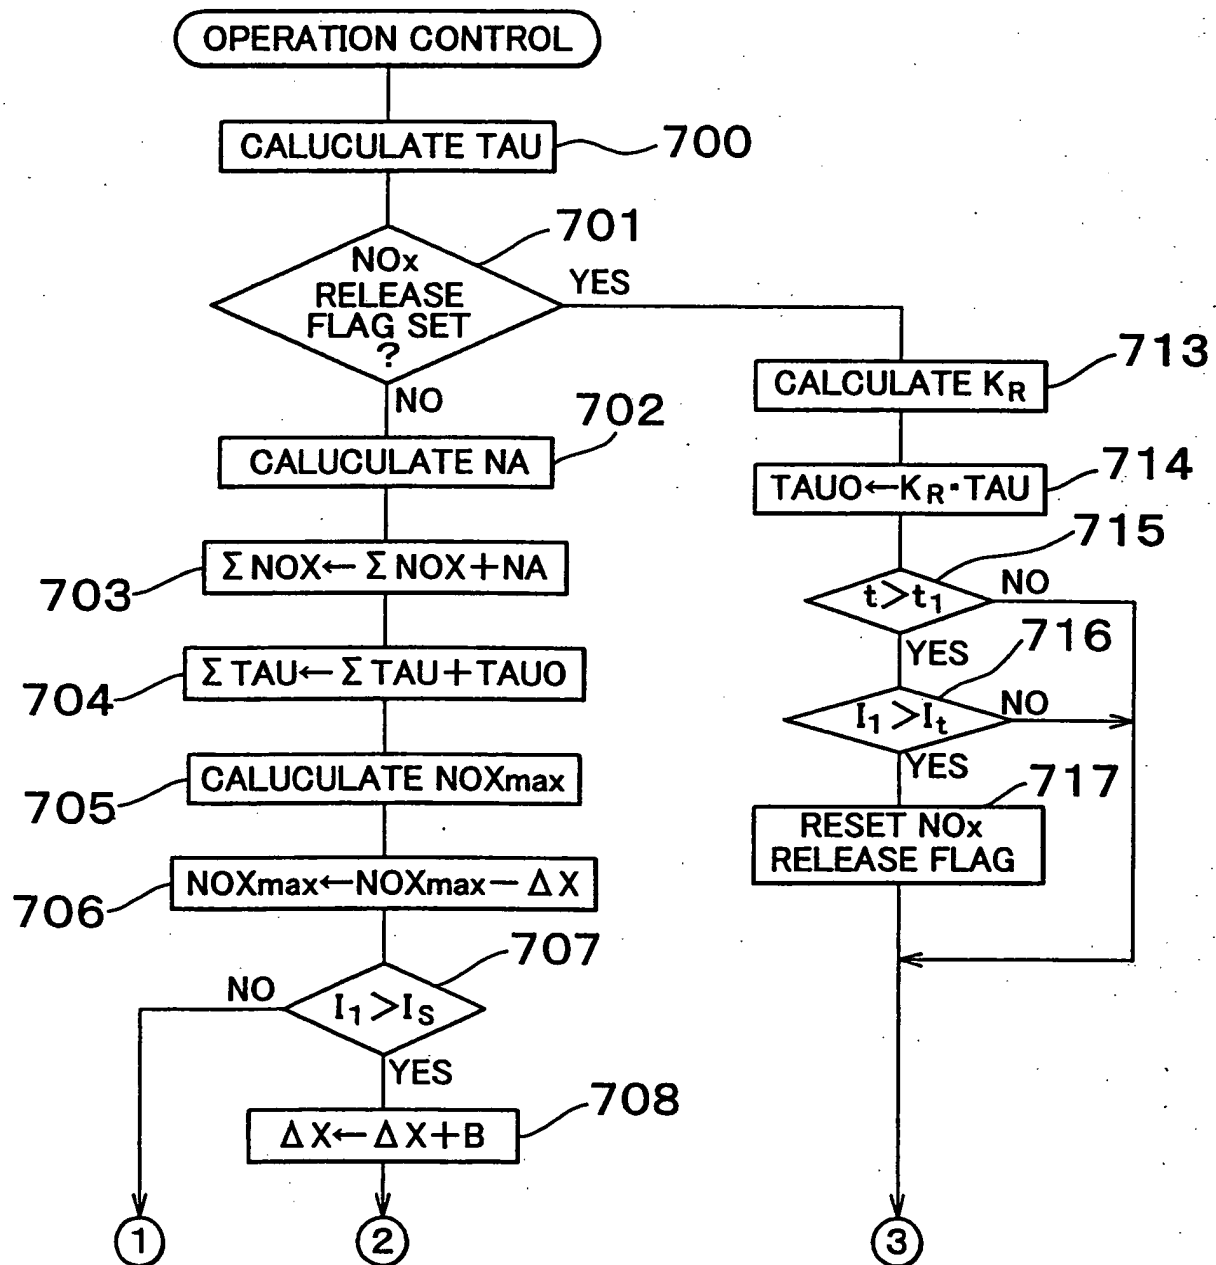 OPERATION CONTROL
CALUCULATE TAU
700
701
NOx
RELEASE
FLAG SET
?
YES
NO
702
CALUCULATE NA
703
ΣNOX←ΣNOX+NA
704
ΣTAU←ΣTAU+TAUO
705
CALUCULATE NOXmax
706
NOXmax←NOXmax−ΔX
707
NO
I1>IS
YES
708
ΔX←ΔX+B
1
2
713
CALCULATE KR
714
TAUO←KR·TAU
715
t>t1
NO
YES
716
I1>It
NO
YES
717
RESET NOx
RELEASE FLAG
3